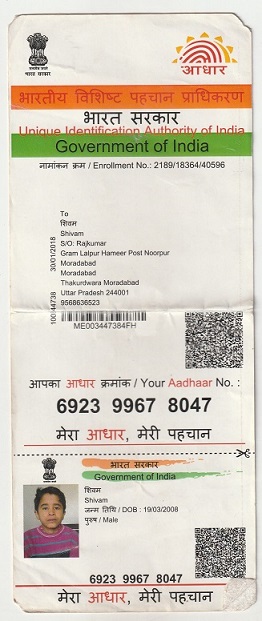 भारत सरकार
आधार
भारतीय विशिष्ट पहचान प्राधिकरण
भारत सरकार
Unique Identification Authority of India
Government of India
नामांकन क्रम / Enrollment No.: 2189/18364/40596
To
शिवम
Shivam
S/O: Rajkumar
Gram Lalpur Hameer Post Noorpur
Moradabad
Moradabad
Thakurdwara Moradabad
Uttar Pradesh 244001
9568636523
30/01/2018
ME003447384FH
आपका आधार क्रमांक / Your Aadhaar No. :
6923 9967 8047
मेरा आधार, मेरी पहचान
भारत सरकार
Government of India
शिवम
Shivam
जन्म तिथि / DOB : 19/03/2008
पुरुष / Male
6923 9967 8047
मेरा आधार, मेरी पहचान